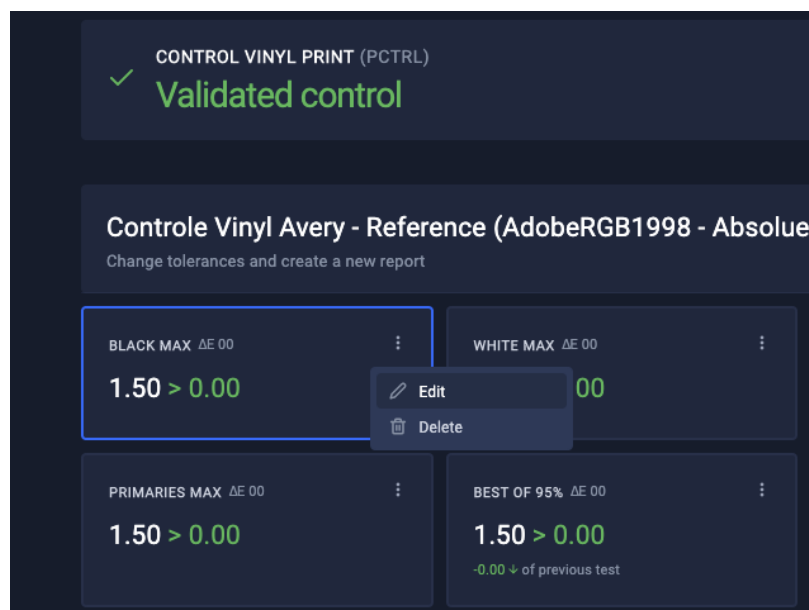 CONTROL VINYL PRINT (PCTRL)
Validated control
Controle Vinyl Avery - Reference (AdobeRGB1998 - Absolue
Change tolerances and create a new report
BLACK MAX ΔE 00
1.50 > 0.00
WHITE MAX ΔE 00
00
Edit
Delete
PRIMARIES MAX ΔE 00
1.50 > 0.00
BEST OF 95% ΔE 00
1.50 > 0.00
-0.00 ↓ of previous test